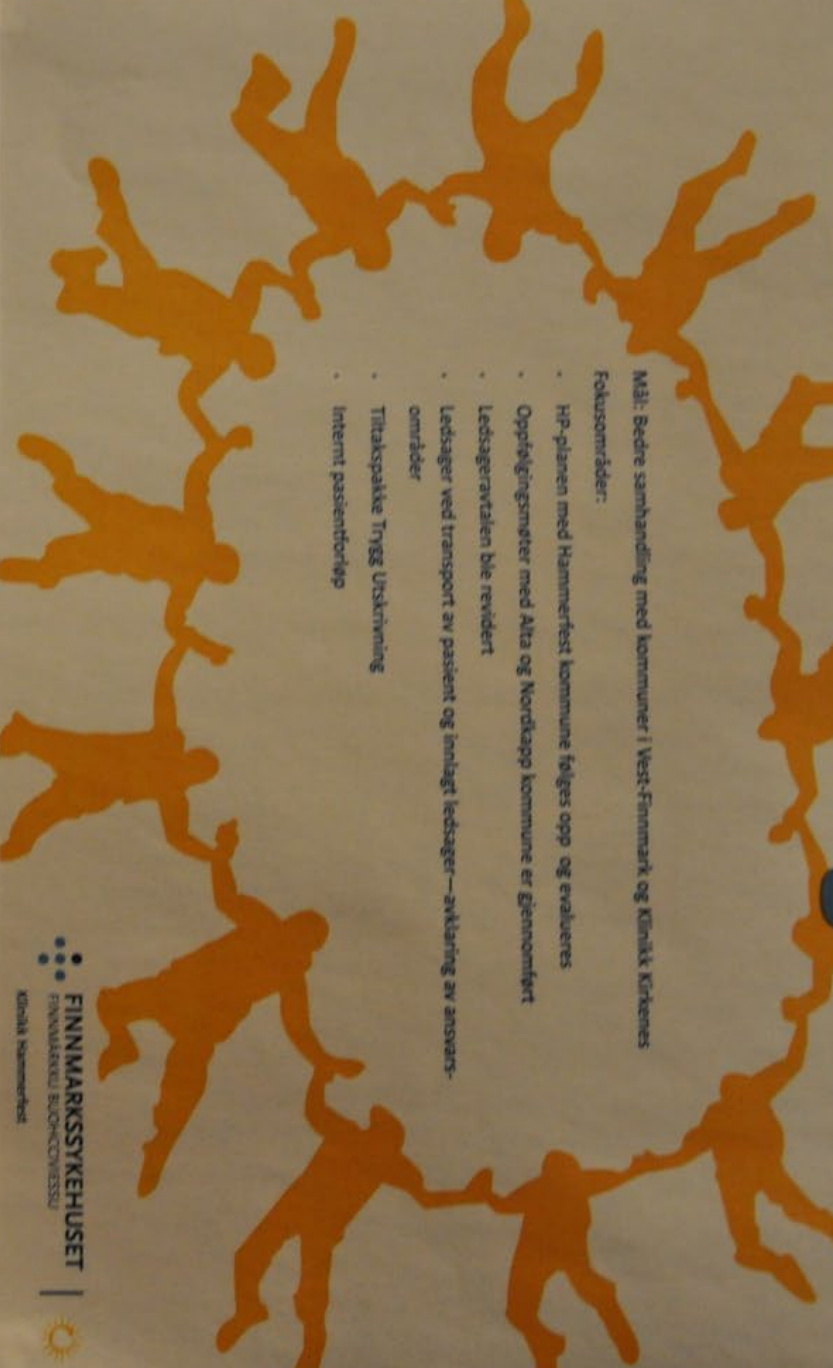 Mål: Bedre samhandling med kommuner i Vest-Finnmark og Klinikk Kirkenes
Fokusområder:
· HP-planen med Hammerfest kommune følges opp og evalueres
· Oppfølgingsmøter med Alta og Nordkapp kommune er gjennomført
· Ledsageravtalen ble revidert
· Ledsager ved transport av pasient og innlagt ledsager—avklaring av ansvars-
områder
· Tiltakspakke Trygg Utskrivning
· Internt pasientforløp
FINNMARKSSYKEHUSET
FINNMÁRKKU BUOHCCIVIESSU
Klinikk Hammerfest